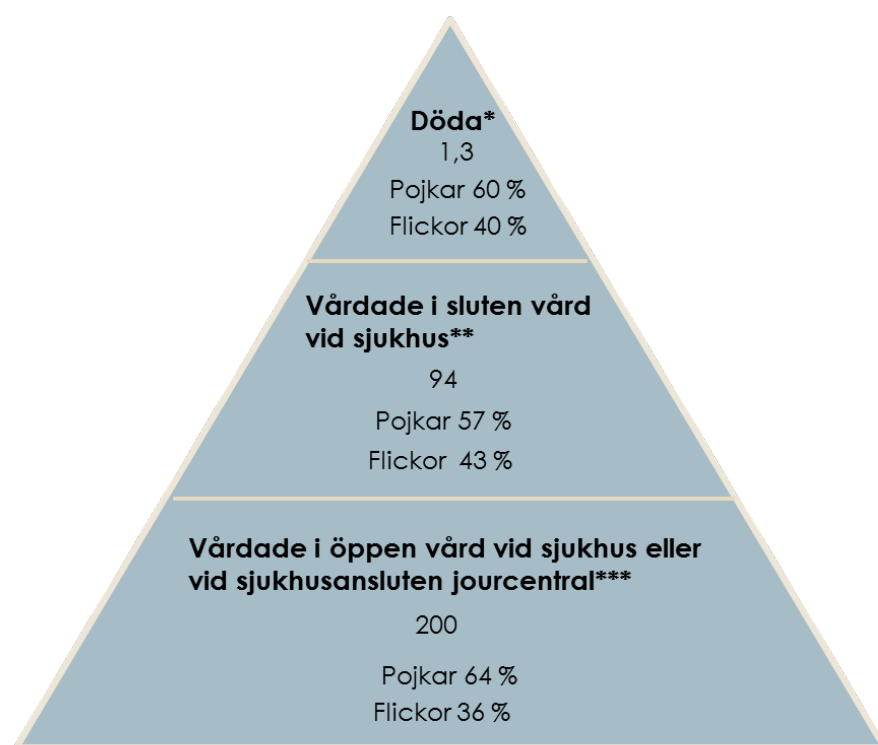 Döda*
1,3
Pojkar 60 %
Flickor 40 %
Vårdade i sluten vård
vid sjukhus**
94
Pojkar 57 %
Flickor 43 %
Vårdade i öppen vård vid sjukhus eller
vid sjukhusansluten jourcentral***
200
Pojkar 64 %
Flickor 36 %